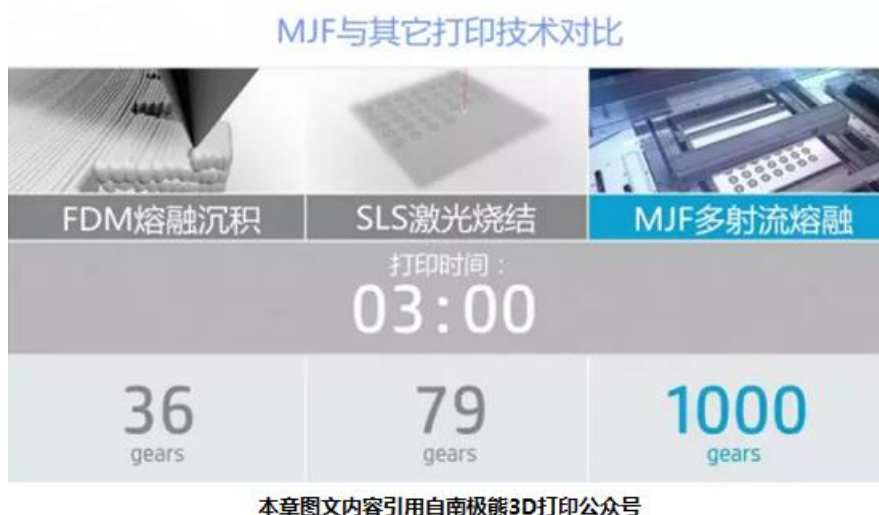 MJF与其它打印技术对比
FDM熔融沉积
SLS激光烧结
MJF多射流熔融
打印时间：
03:00
36
gears
79
gears
1000
gears
本章图文内容引用自南极熊3D打印公众号